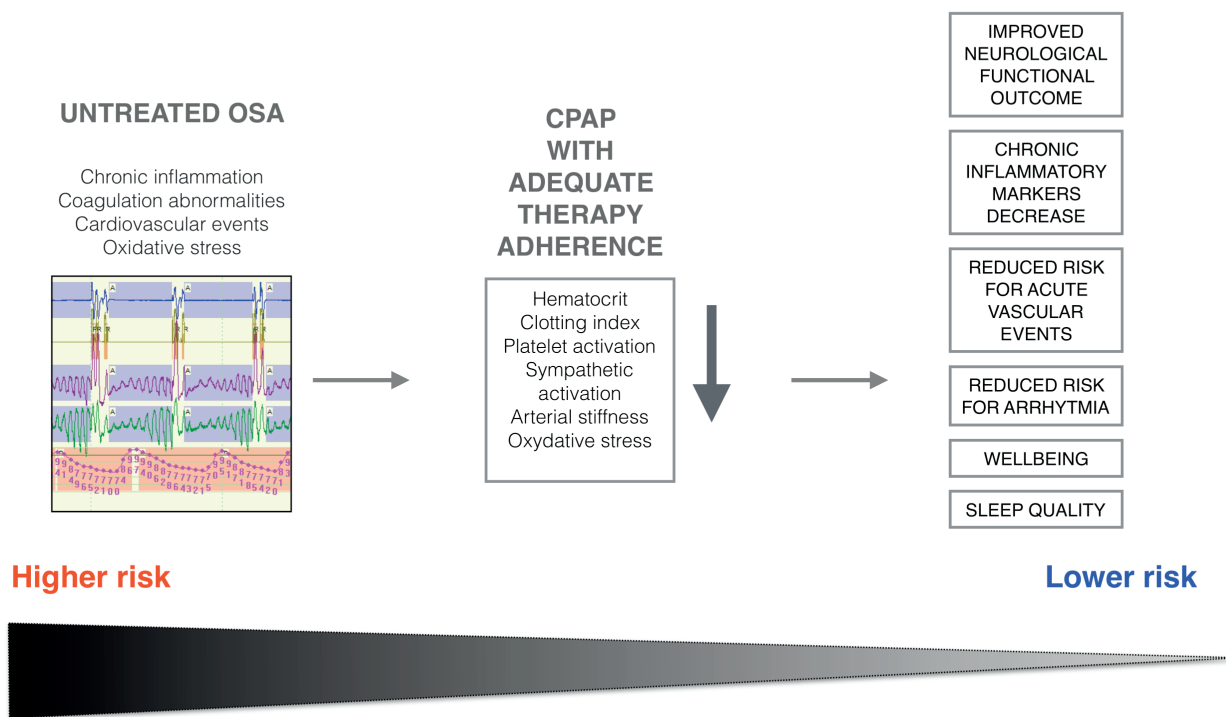 UNTREATED OSA
Chronic inflammation
Coagulation abnormalities
Cardiovascular events
Oxidative stress
A A A
A A A
A A A
CPAP
WITH
ADEQUATE
THERAPY
ADHERENCE
Hematocrit
Clotting index
Platelet activation
Sympathetic
activation
Arterial stiffness
Oxydative stress
IMPROVED
NEUROLOGICAL
FUNCTIONAL
OUTCOME
CHRONIC
INFLAMMATORY
MARKERS
DECREASE
REDUCED RISK
FOR ACUTE
VASCULAR
EVENTS
REDUCED RISK
FOR ARRHYTMIA
WELLBEING
SLEEP QUALITY
Higher risk
Lower risk